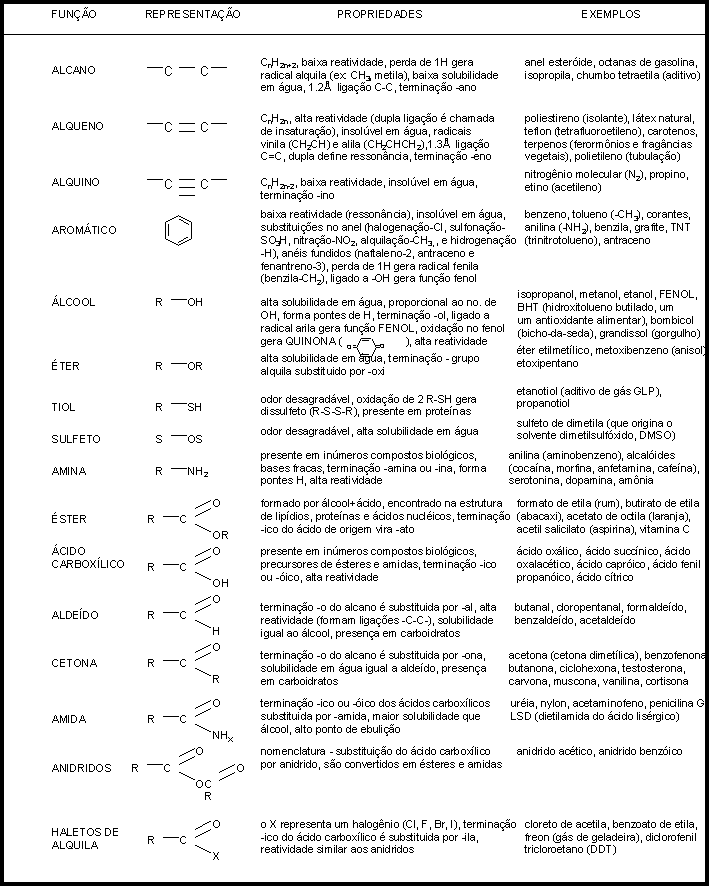 FUNÇÃO REPRESENTAÇÃO PROPRIEDADES EXEMPLOS
ALCANO
C C
CnH2n+2, baixa reatividade, perda de 1H gera
radical alquila (ex: CH3, metila), baixa solubilidade
em água, 1.2Å ligação C-C, terminação -ano
anel esteróide, octanas de gasolina,
isopropila, chumbo tetraetila (aditivo)
ALQUENO
C C
CnH2n, alta reatividade (dupla ligação é chamada
de insaturação), insolúvel em água, radicais
vinila (CH2CH) e alila (CH2CHCH2),1.3Å ligação
C=C, dupla define ressonância, terminação -eno
poliestireno (isolante), látex natural,
teflon (tetrafluoroetileno), carotenos,
terpenos (ferormônios e fragâncias
vegetais), polietileno (tubulação)
ALQUINO
C C
CnH2n-2, baixa reatividade, insolúvel em água,
terminação -ino
nitrogênio molecular (N2), propino,
etino (acetileno)
AROMÁTICO
baixa reatividade (ressonância), insolúvel em água,
substituições no anel (halogenação-Cl, sulfonação-
SO3H, nitração-NO2, alquilação-CH3,, e hidrogenação
-H), anéis fundidos (naftaleno-2, antraceno e
fenantreno-3), perda de 1H gera radical fenila
(benzila-CH2), ligado a -OH gera função fenol
benzeno, tolueno (-CH3), corantes,
anilina (-NH2), benzila, grafite, TNT
(trinitrotolueno), antraceno
ÁLCOOL
R OH
alta solubilidade em água, proporcional ao no. de
OH, forma pontes de H, terminação -ol, ligado a
radical arila gera função FENOL, oxidação no fenol
gera QUINONA ( o o ), alta reatividade
isopropanol, metanol, etanol, FENOL,
BHT (hidroxitolueno butilado, um
um antioxidante alimentar), bombicol
(bicho-da-seda), grandissol (gorgulho)
ÉTER
R OR
alta solubilidade em água, terminação - grupo
alquila substituido por -oxi
éter etilmetílico, metoxibenzeno (anisol)
etoxipentano
TIOL
R SH
odor desagradável, oxidação de 2 R-SH gera
dissulfeto (R-S-S-R), presente em proteínas
etanotiol (aditivo de gás GLP),
propanotiol
SULFETO
S OS
odor desagradável, alta solubilidade em água
sulfeto de dimetila (que origina o
solvente dimetilsulfóxido, DMSO)
AMINA
R NH2
presente em inúmeros compostos biológicos,
bases fracas, terminação -amina ou -ina, forma
pontes H, alta reatividade
anilina (aminobenzeno), alcalóides
(cocaína, morfina, anfetamina, cafeína),
serotonina, dopamina, amônia
ÉSTER
R C O OR
formado por álcool+ácido, encontrado na estrutura
de lipídios, proteínas e ácidos nucléicos, terminação
-ico do ácido de origem vira -ato
formato de etila (rum), butirato de etila
(abacaxi), acetato de octila (laranja),
acetil salicilato (aspirina), vitamina C
ÁCIDO
CARBOXÍLICO
R C O OH
presente em inúmeros compostos biológicos,
precursores de ésteres e amidas, terminação -ico
ou -óico, alta reatividade
ácido oxálico, ácido succínico, ácido
oxalacético, ácido capróico, ácido fenil
propanóico, ácido cítrico
ALDEÍDO
R C O H
terminação -o do alcano é substituida por -al, alta
reatividade (formam ligações -C-C-), solubilidade
igual ao álcool, presença em carboidratos
butanal, cloropentanal, formaldeído,
benzaldeído, acetaldeído
CETONA
R C O R
terminação -o do alcano é substituida por -ona,
solubilidade em água igual a aldeído, presença
em carboidratos
acetona (cetona dimetílica), benzofenona
butanona, ciclohexona, testosterona,
carvona, muscona, vanilina, cortisona
AMIDA
R C O NHx
terminação -ico ou -óico dos ácidos carboxílicos
substituida por -amida, maior solubilidade que
álcool, alto ponto de ebulição
uréia, nylon, acetaminofeno, penicilina G
LSD (dietilamida do ácido lisérgico)
ANIDRIDOS
R C O OC O R
nomenclatura - substituição do ácido carboxílico
por anidrido, são convertidos em ésteres e amidas
anidrido acético, anidrido benzóico
HALETOS DE
ALQUILA
R C O X
o X representa um halogênio (Cl, F, Br, I), terminação
-ico do ácido carboxílico é substituida por -ila,
reatividade similar aos anidridos
cloreto de acetila, benzoato de etila,
freon (gás de geladeira), diclorofenil
tricloroetano (DDT)